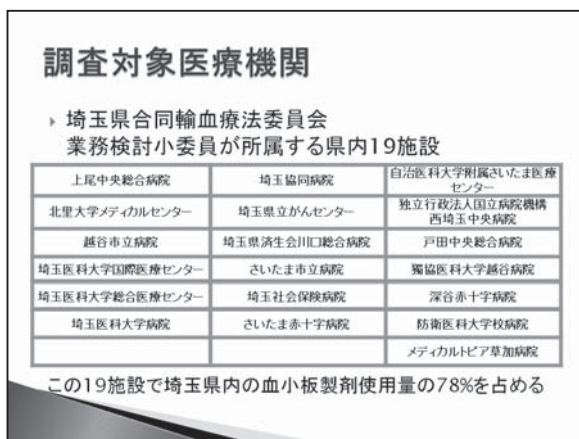 調査対象医療機関
埼玉県合同輸血療法委員会
業務検討小委員が所属する県内19施設
上尾中央総合病院 埼玉協同病院 自治医科大学附属さいたま医療センター
北里大学メディカルセンター 埼玉県立がんセンター 独立行政法人国立病院機構西埼玉中央病院
越谷市立病院 埼玉県済生会川口総合病院 戸田中央総合病院
埼玉医科大学国際医療センター さいたま市立病院 獨協医科大学越谷病院
埼玉医科大学総合医療センター 埼玉社会保険病院 深谷赤十字病院
埼玉医科大学病院 さいたま赤十字病院 防衛医科大学校病院
メディカルトピア草加病院
この19施設で埼玉県内の血小板製剤使用量の78%を占める